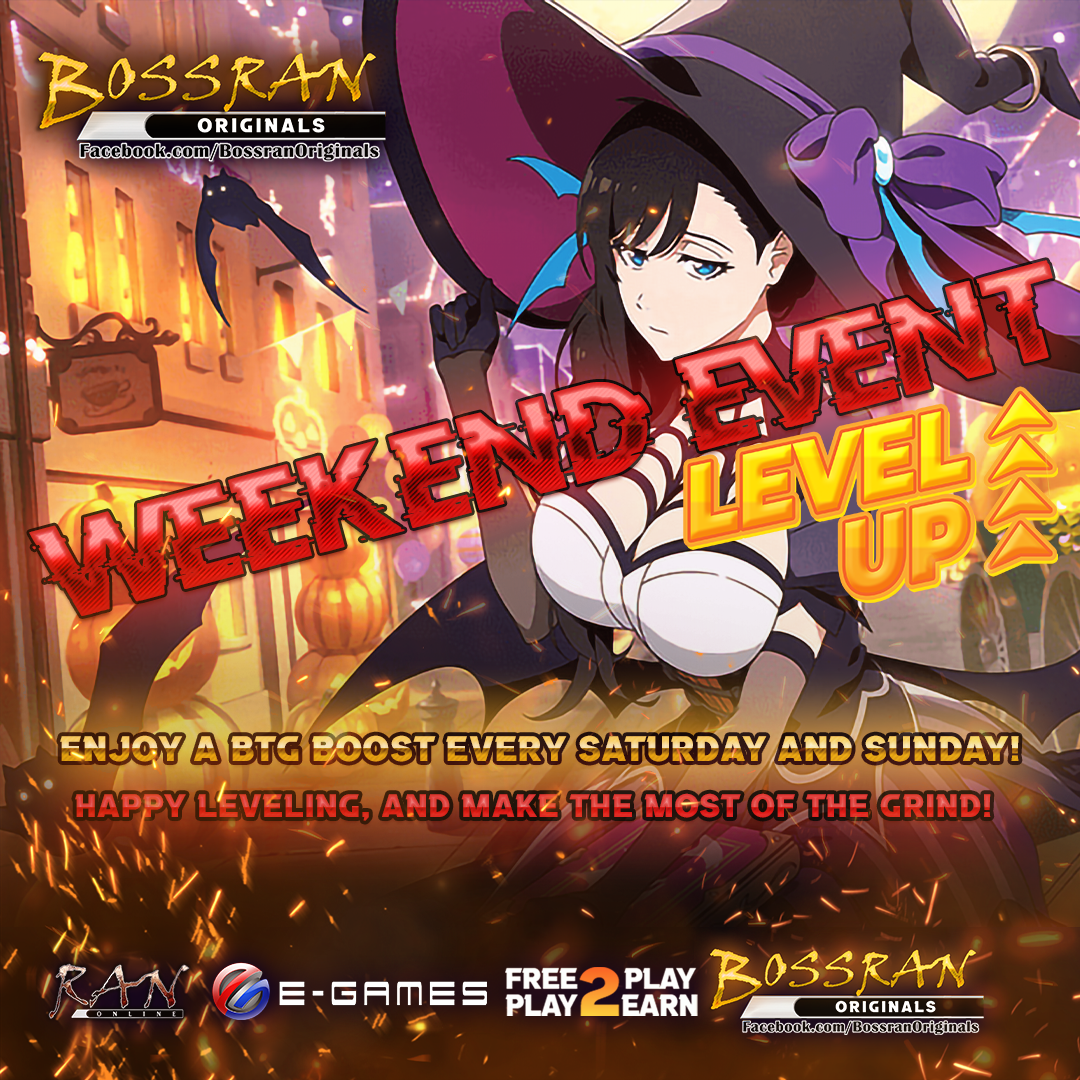 BOSSRAN
ORIGINALS
Facebook.com/BossranOriginals
WEEKEND EVENT
LEVEL
UP
ENJOY A BTG BOOST EVERY SATURDAY AND SUNDAY!
HAPPY LEVELING, AND MAKE THE MOST OF THE GRIND!
RAN
ONLINE
E-GAMES
FREE 2 PLAY
PLAY EARN
BOSSRAN
ORIGINALS
Facebook.com/BossranOriginals